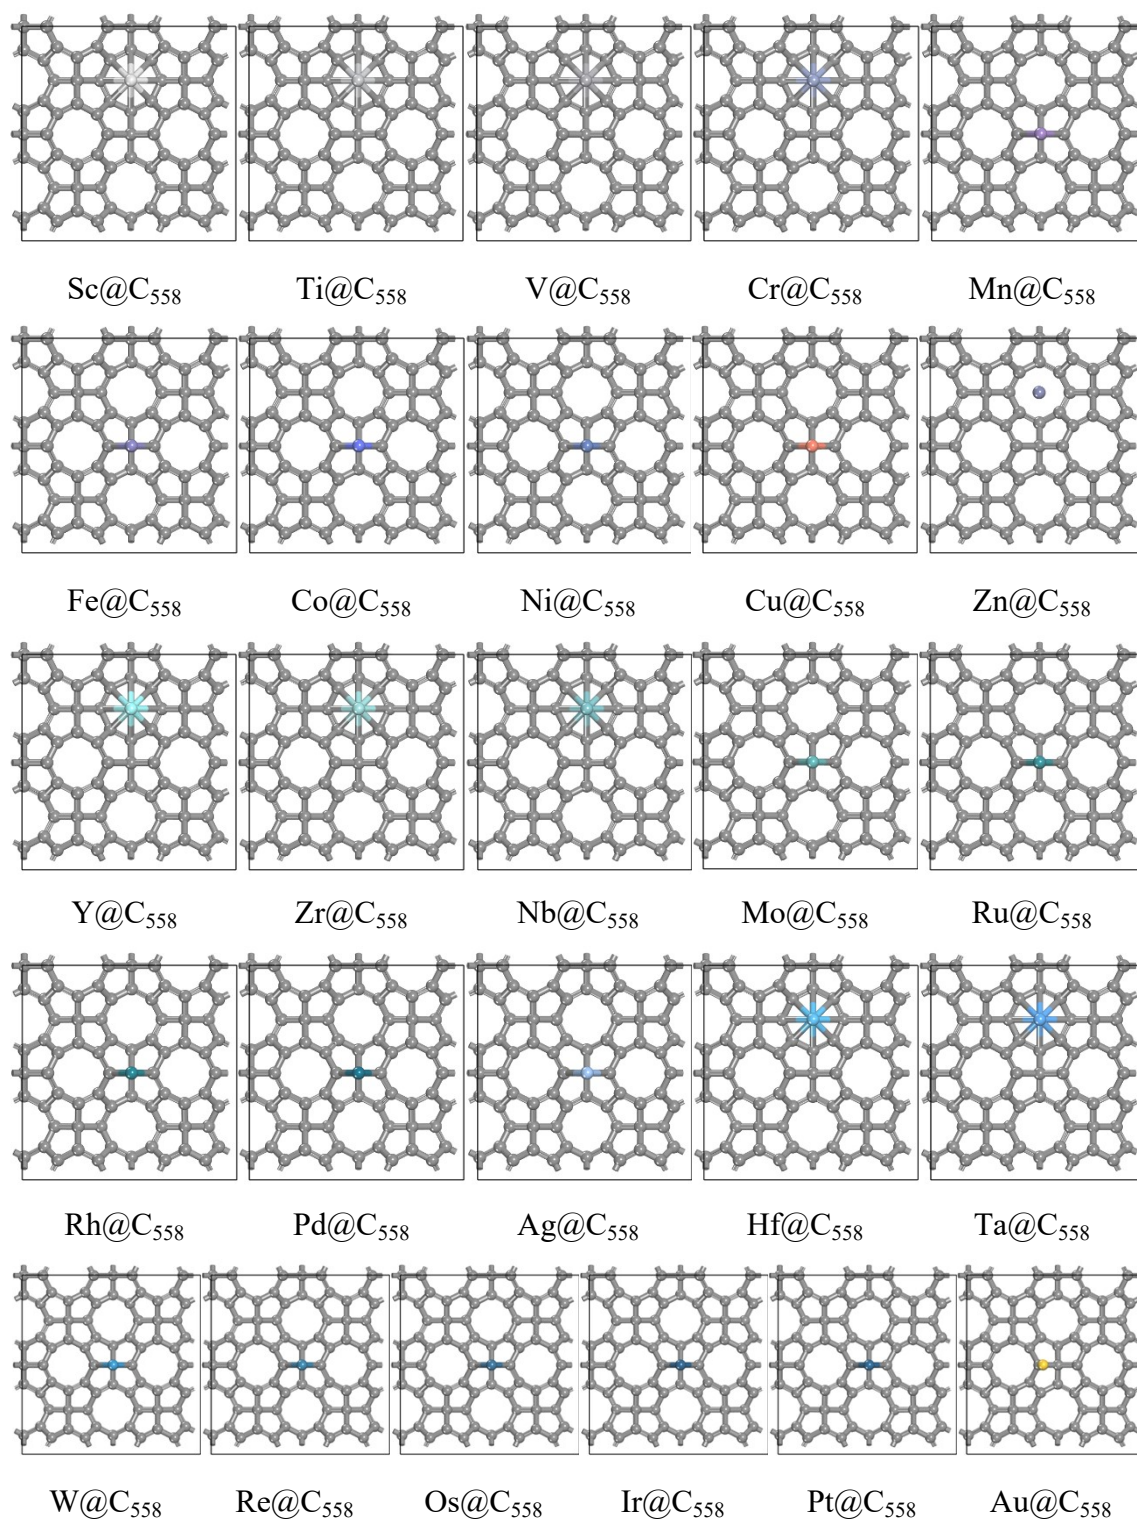 Sc@C₅₅₈ Ti@C₅₅₈ V@C₅₅₈ Cr@C₅₅₈ Mn@C₅₅₈
Fe@C₅₅₈ Co@C₅₅₈ Ni@C₅₅₈ Cu@C₅₅₈ Zn@C₅₅₈
Y@C₅₅₈ Zr@C₅₅₈ Nb@C₅₅₈ Mo@C₅₅₈ Ru@C₅₅₈
Rh@C₅₅₈ Pd@C₅₅₈ Ag@C₅₅₈ Hf@C₅₅₈ Ta@C₅₅₈
W@C₅₅₈ Re@C₅₅₈ Os@C₅₅₈ Ir@C₅₅₈ Pt@C₅₅₈ Au@C₅₅₈